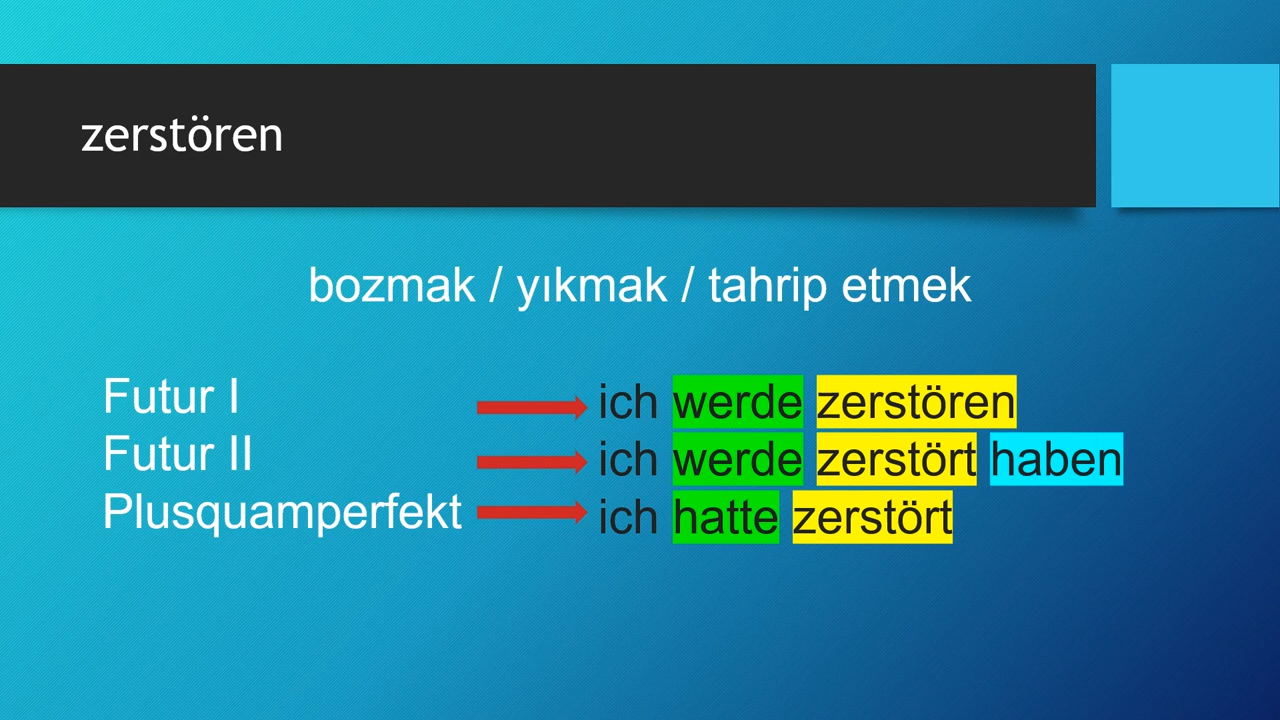 zerstören
bozmak / yıkmak / tahrip etmek
Futur I ich werde zerstören
Futur II ich werde zerstört haben
Plusquamperfekt ich hatte zerstört